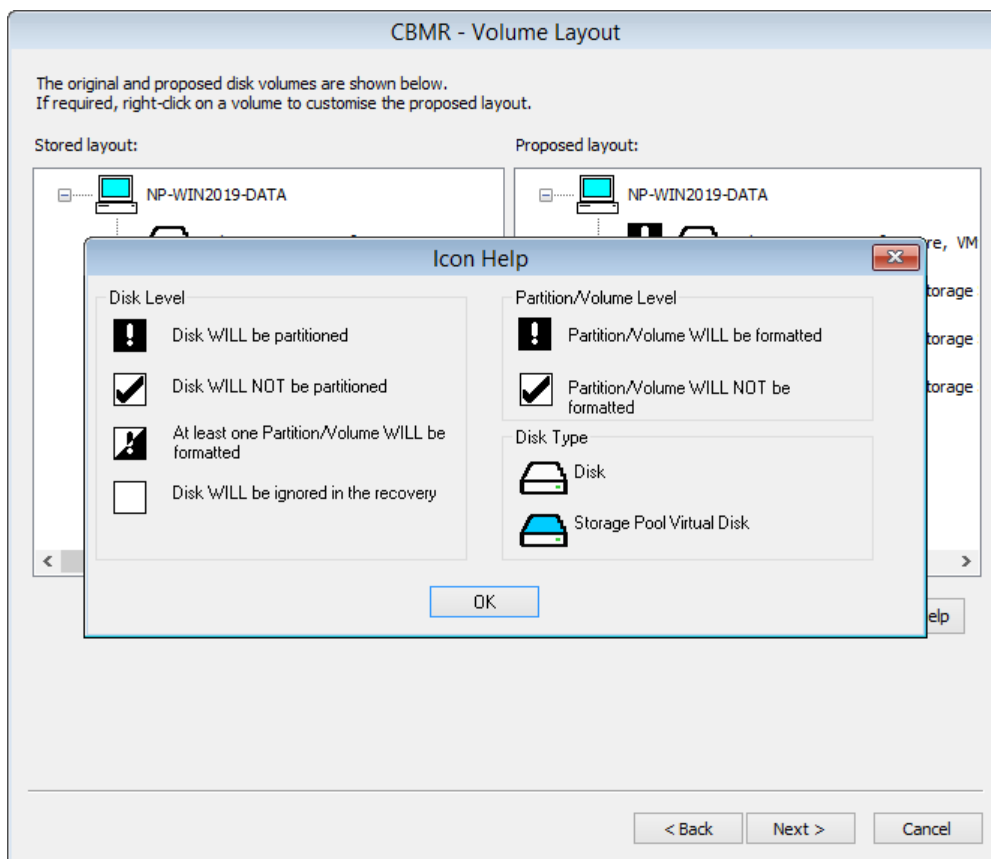 CBMR - Volume Layout
The original and proposed disk volumes are shown below.
If required, right-click on a volume to customise the proposed layout.
Stored layout:
Proposed layout:
NP-WIN2019-DATA
NP-WIN2019-DATA
re, VM
torage
torage
torage
Icon Help
Disk Level
Disk WILL be partitioned
Disk WILL NOT be partitioned
At least one Partition/Volume WILL be
formatted
Disk WILL be ignored in the recovery
Partition/Volume Level
Partition/Volume WILL be formatted
Partition/Volume WILL NOT be
formatted
Disk Type
Disk
Storage Pool Virtual Disk
OK
elp
< Back
Next >
Cancel